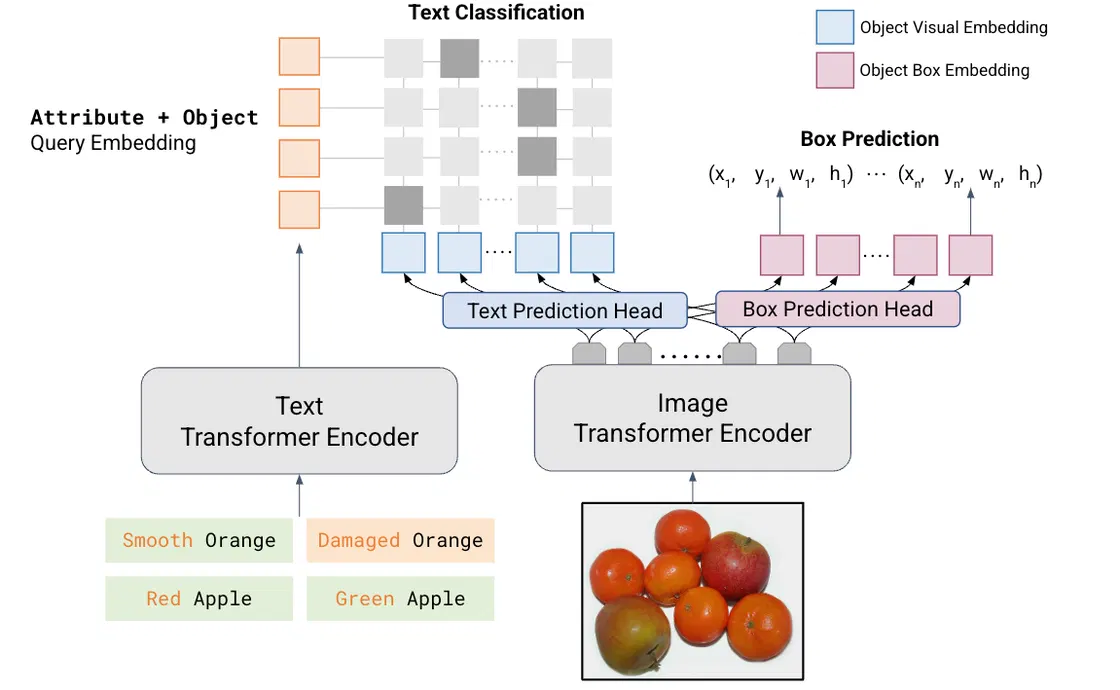 Text Classification
Object Visual Embedding
Object Box Embedding
Attribute + Object
Query Embedding
Box Prediction
(x1, y1, w1, h1) ··· (xn, yn, wn, hn)
Text Prediction Head
Box Prediction Head
Text
Transformer Encoder
Image
Transformer Encoder
Smooth Orange
Damaged Orange
Red Apple
Green Apple